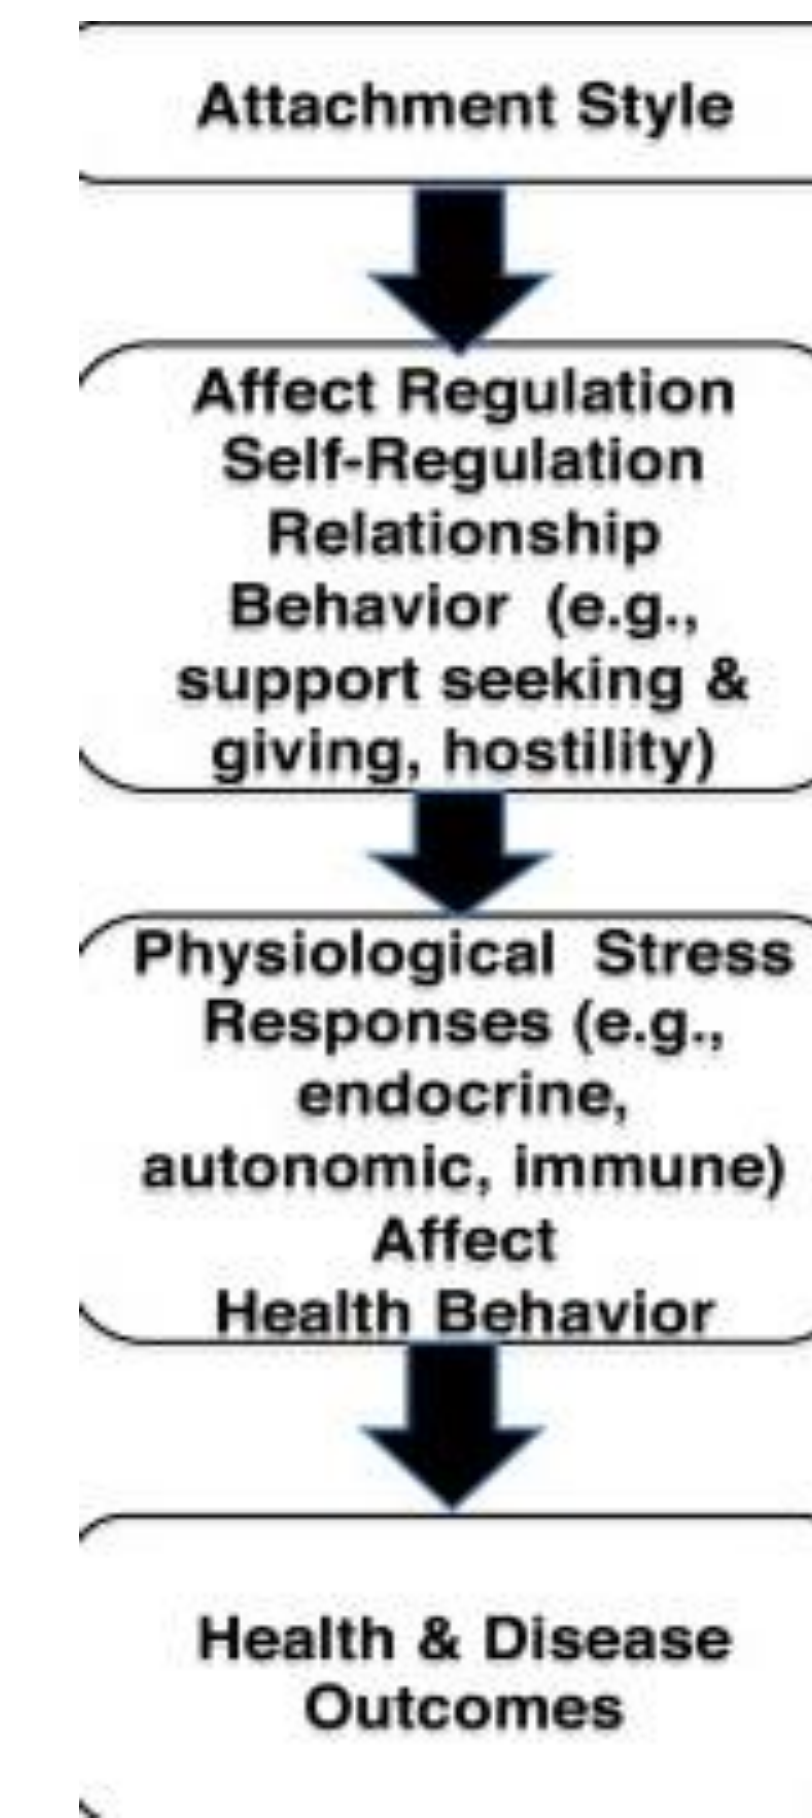 Attachment Style
Affect Regulation
Self-Regulation
Relationship
Behavior (e.g.,
support seeking &
giving, hostility)
Physiological Stress
Responses (e.g.,
endocrine,
autonomic, immune)
Affect
Health Behavior
Health & Disease
Outcomes